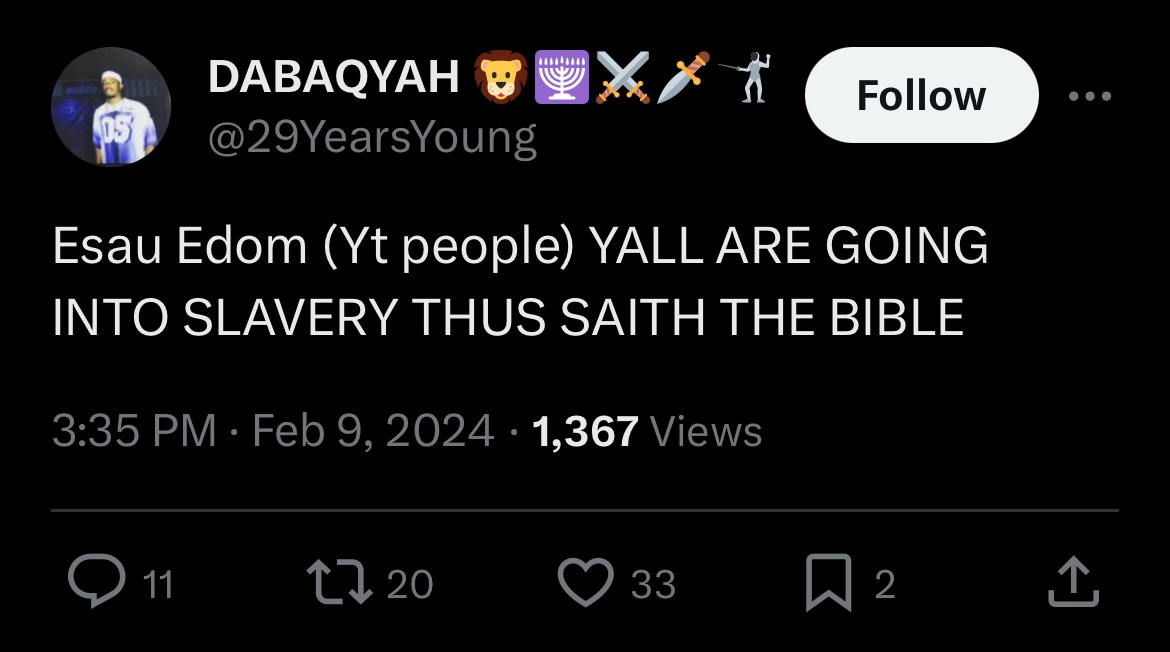 DABAQYAH 🦁🕎⚔️🗡️🤺
Follow
@29YearsYoung
Esau Edom (Yt people) YALL ARE GOING
INTO SLAVERY THUS SAITH THE BIBLE
3:35 PM · Feb 9, 2024 · 1,367 Views
11 20 33 2